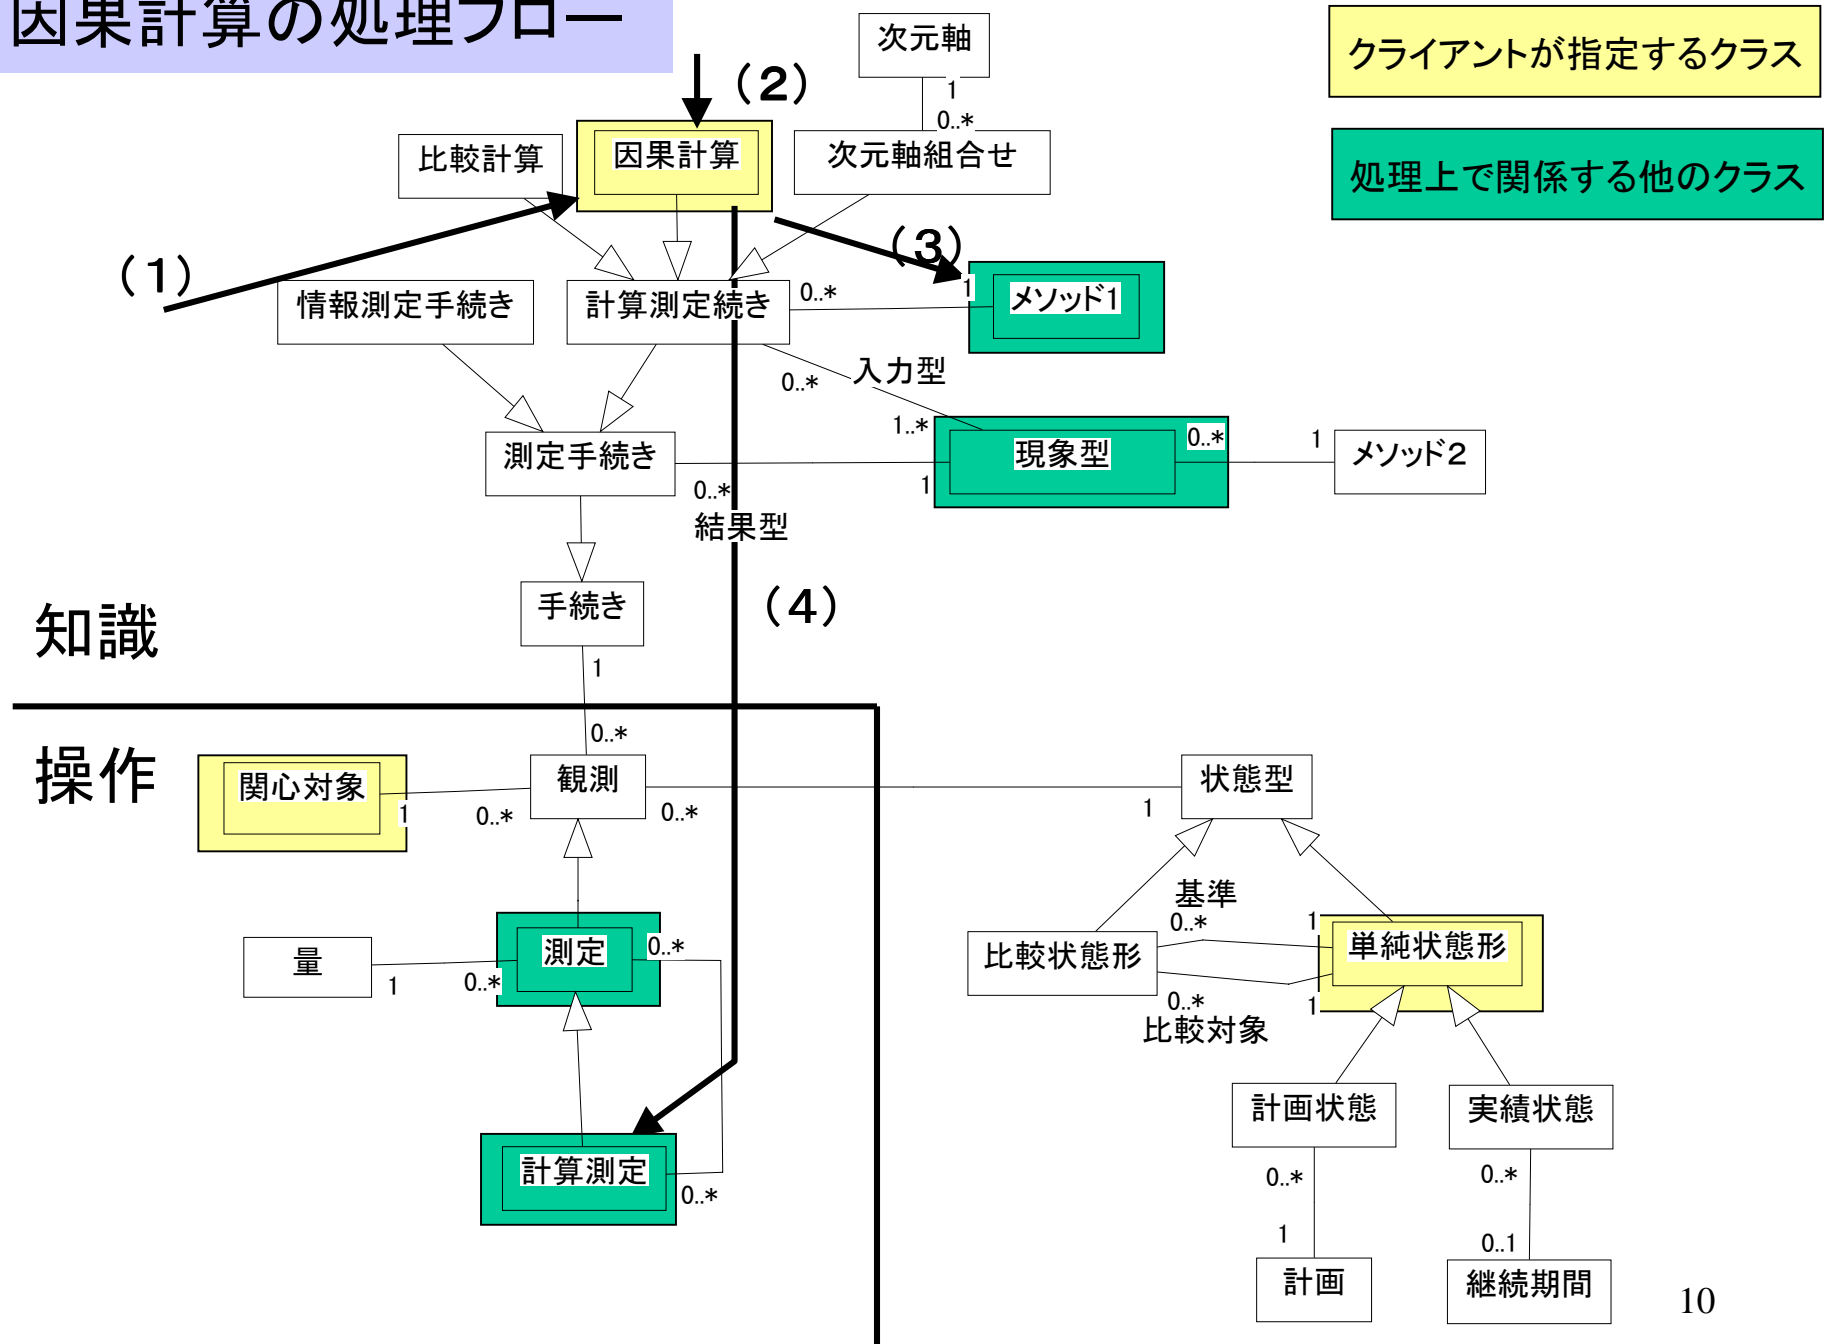 因果計算の処理フロー
クライアントが指定するクラス
処理上で関係する他のクラス
次元軸
1
0..*
次元軸組合せ
(2)
因果計算
比較計算
(1)
(3)
情報測定手続き
計算測定続き
0..*
1
メソッド1
0..*
入力型
1..*
測定手続き
0..*
結果型
1
現象型
0..*
1
メソッド2
手続き
1
(4)
知識
操作
0..*
関心対象
1
0..*
観測
0..*
1
状態型
量
1
0..*
測定
0..*
計算測定
0..*
基準
0..*
1
比較状態形
0..*
1
比較対象
単純状態形
計画状態
実績状態
0..*
0..*
1
0..1
計画
継続期間
10